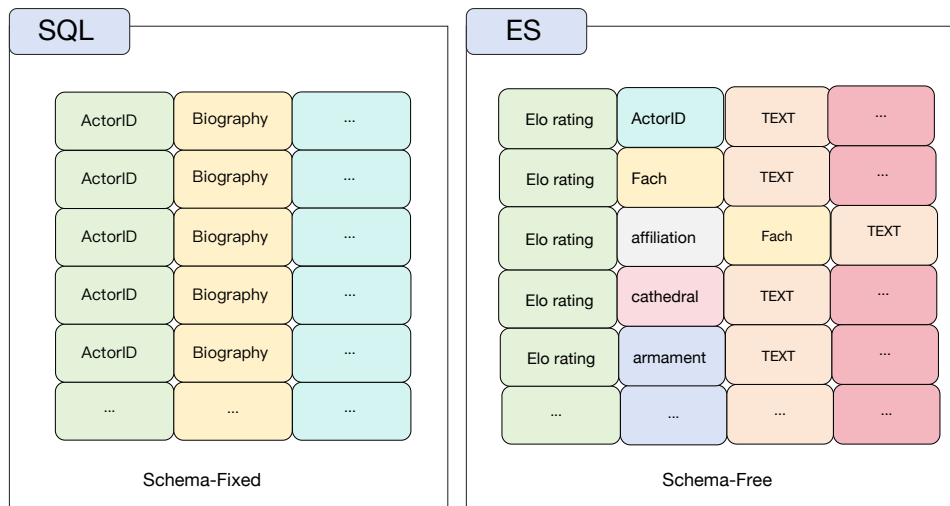 SQL
ActorID Biography ...
ActorID Biography ...
ActorID Biography ...
ActorID Biography ...
ActorID Biography ...
... ... ...
Schema-Fixed
ES
Elo rating ActorID TEXT ...
Elo rating Fach TEXT ...
Elo rating affiliation Fach TEXT
Elo rating cathedral TEXT ...
Elo rating armament TEXT ...
... ... ... ...
Schema-Free